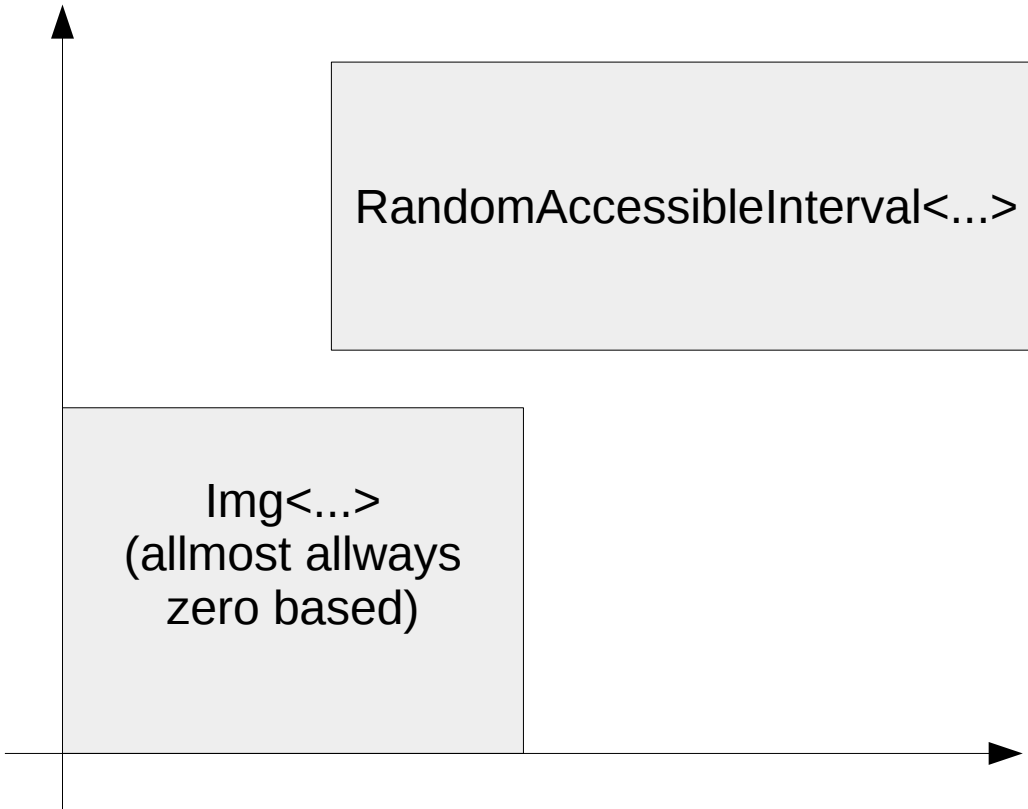 RandomAccessibleInterval<...>
Img<...>
(allmost allways
zero based)